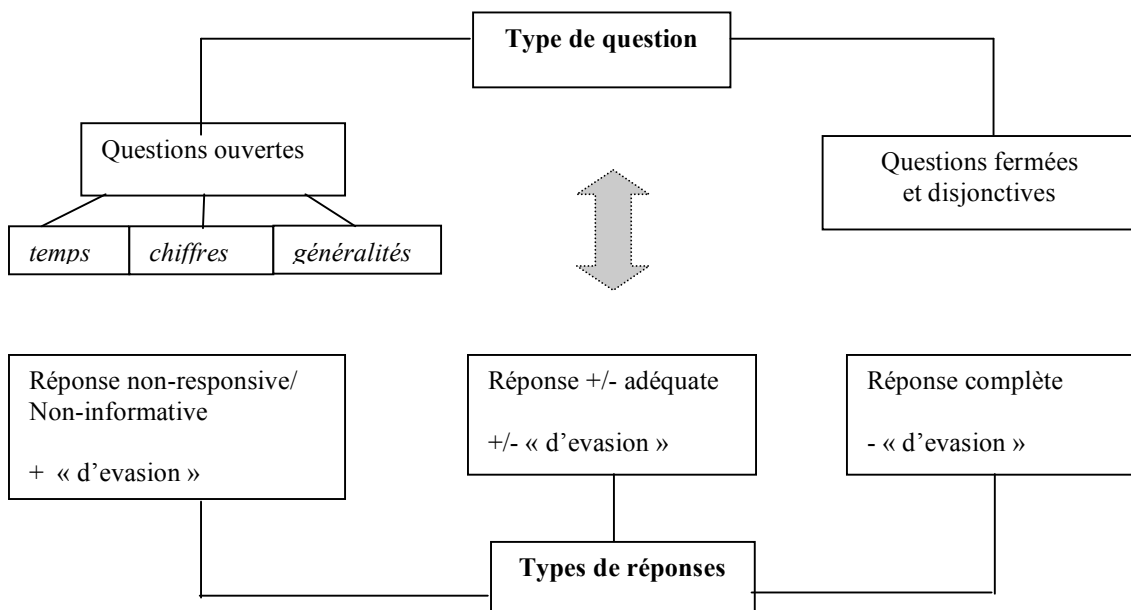 Type de question
Questions ouvertes
Questions fermées
et disjonctives
temps
chiffres
généralités
Réponse non-responsive/
Non-informative
+ « d’evasion »
Réponse +/- adéquate
+/- « d’evasion »
Réponse complète
- « d’evasion »
Types de réponses